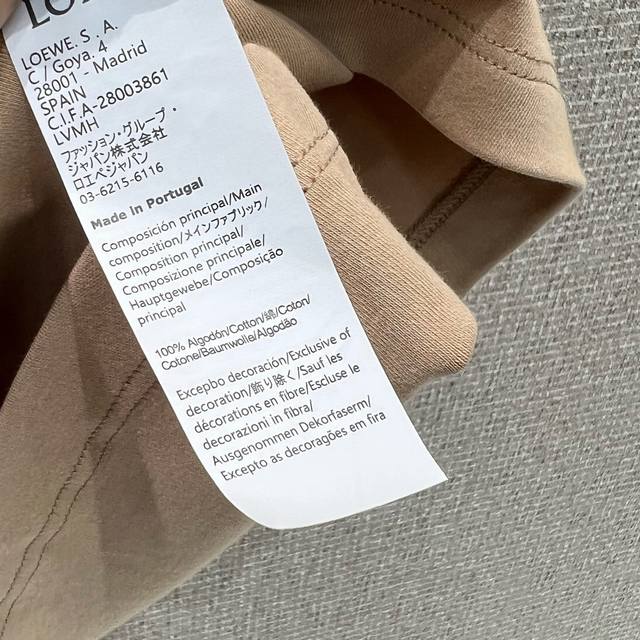 LOEWE. S . A.
C / Goya, 4
28001 - Madrid
SPAIN
C.I.F.A-28003861
LVMH
ファッション・グループ・
ジャパン株式会社
ロエベジャパン
03-6215-6116
Made in Portugal
Composición principal/Main
composition/メインファブリック/
Composition principal/
Composizione principale/
Hauptgewebe/Composição
principal
100% Algodón/Cotton/綿/Coton/
Cotone/Baumwolle/Algodão
Excepbo decoración/Exclusive of
decoration/飾り除く/Sauf les
décorations en fibre/Escluse le
decorazioni in fibra/
Ausgenommen Dekorfaserm/
Excepto as decorações em fira